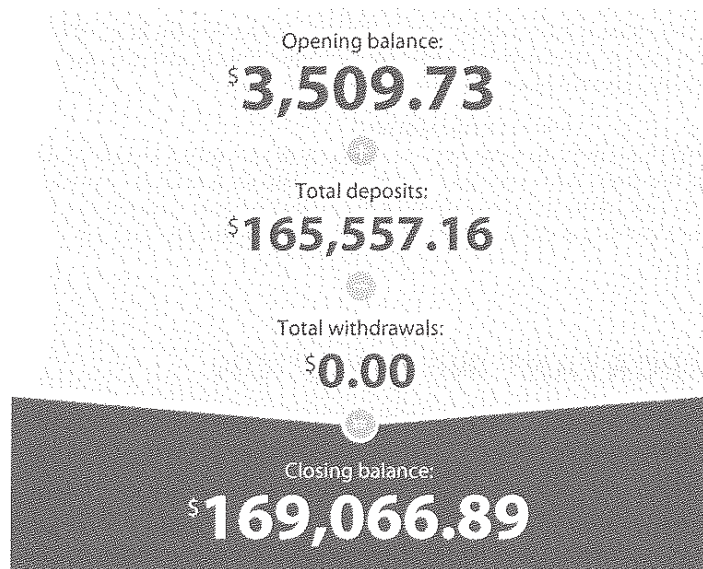 Opening balance:
$3,509.73
Total deposits:
$165,557.16
Total withdrawals:
$0.00
Closing balance:
$169,066.89